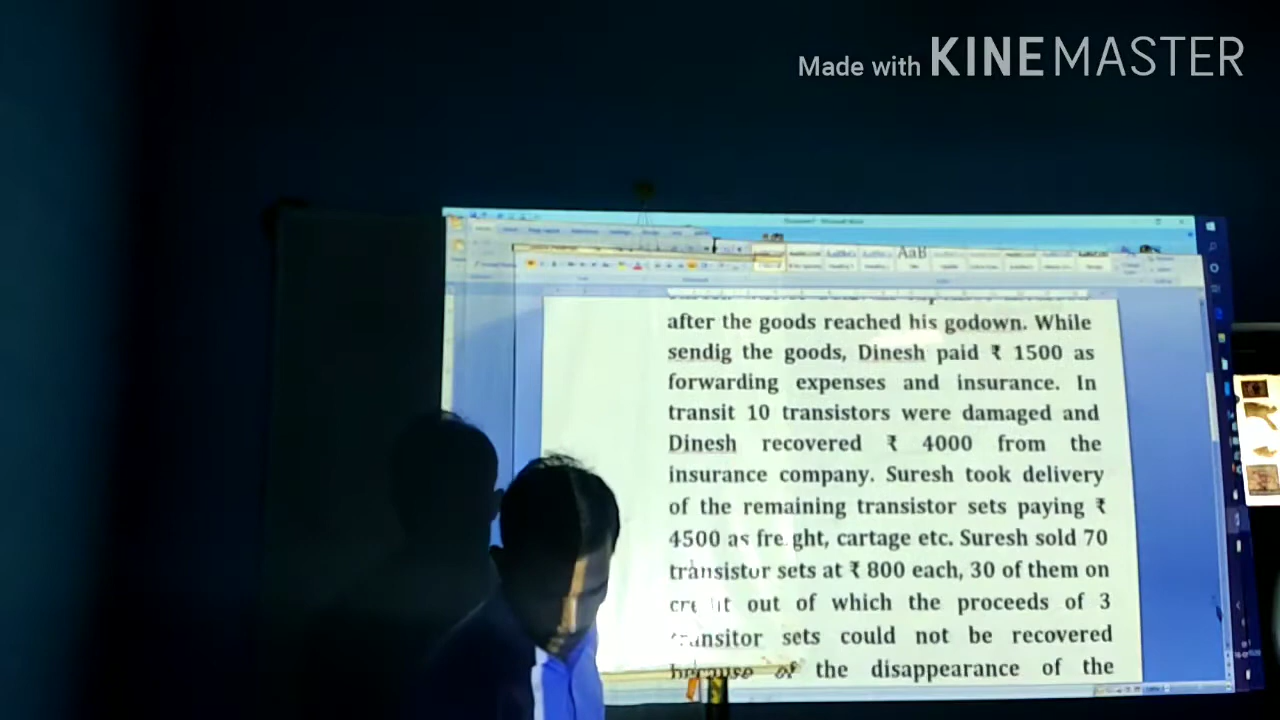 Made with KINEMASTER
AaB
after the goods reached his godown. While
sendig the goods, Dinesh paid ₹ 1500 as
forwarding expenses and insurance. In
transit 10 transistors were damaged and
Dinesh recovered ₹ 4000 from the
insurance company. Suresh took delivery
of the remaining transistor sets paying ₹
4500 as freight, cartage etc. Suresh sold 70
transistor sets at ₹ 800 each, 30 of them on
credit out of which the proceeds of 3
transitor sets could not be recovered
because of the disappearance of the